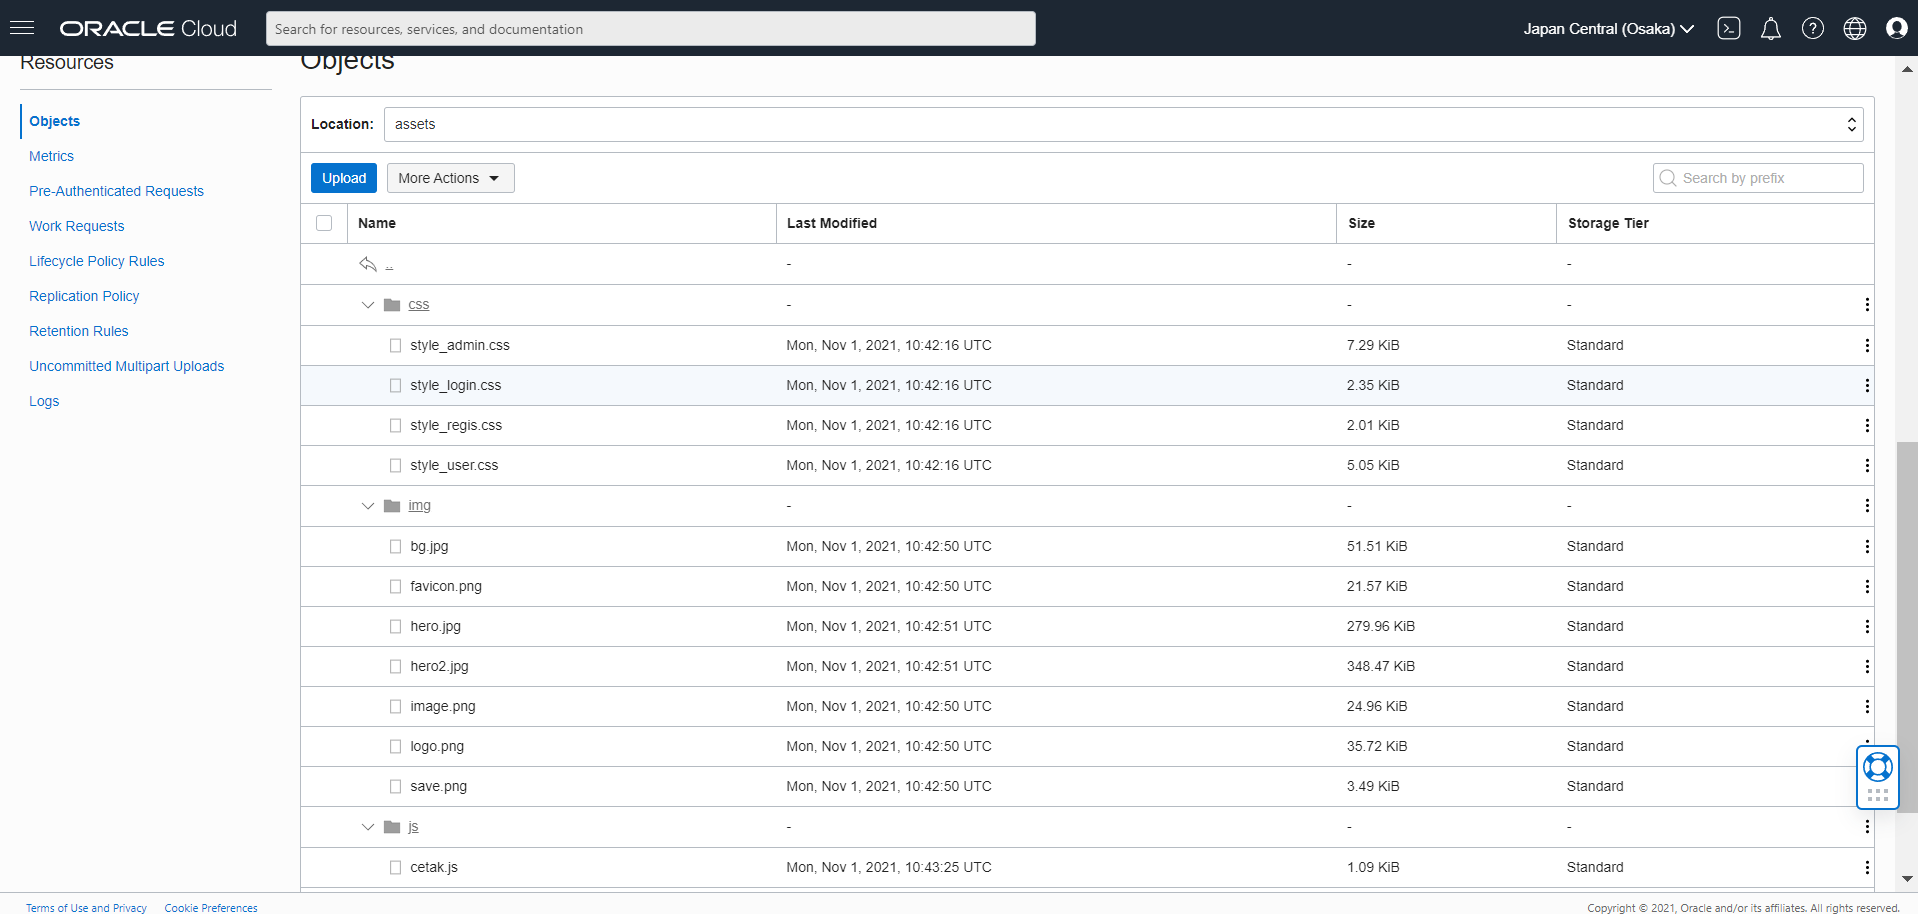 ORACLE Cloud
Search for resources, services, and documentation
Japan Central (Osaka)
Resources
Objects
Metrics
Pre-Authenticated Requests
Work Requests
Lifecycle Policy Rules
Replication Policy
Retention Rules
Uncommitted Multipart Uploads
Logs
Objects
Location: assets
Upload More Actions Search by prefix
Name Last Modified Size Storage Tier
.. - - -
css - - -
style_admin.css Mon, Nov 1, 2021, 10:42:16 UTC 7.29 KiB Standard
style_login.css Mon, Nov 1, 2021, 10:42:16 UTC 2.35 KiB Standard
style_regis.css Mon, Nov 1, 2021, 10:42:16 UTC 2.01 KiB Standard
style_user.css Mon, Nov 1, 2021, 10:42:16 UTC 5.05 KiB Standard
img - - -
bg.jpg Mon, Nov 1, 2021, 10:42:50 UTC 51.51 KiB Standard
favicon.png Mon, Nov 1, 2021, 10:42:50 UTC 21.57 KiB Standard
hero.jpg Mon, Nov 1, 2021, 10:42:51 UTC 279.96 KiB Standard
hero2.jpg Mon, Nov 1, 2021, 10:42:51 UTC 348.47 KiB Standard
image.png Mon, Nov 1, 2021, 10:42:50 UTC 24.96 KiB Standard
logo.png Mon, Nov 1, 2021, 10:42:50 UTC 35.72 KiB Standard
save.png Mon, Nov 1, 2021, 10:42:50 UTC 3.49 KiB Standard
js - - -
cetak.js Mon, Nov 1, 2021, 10:43:25 UTC 1.09 KiB Standard
Terms of Use and Privacy Cookie Preferences
Copyright © 2021, Oracle and/or its affiliates. All rights reserved.